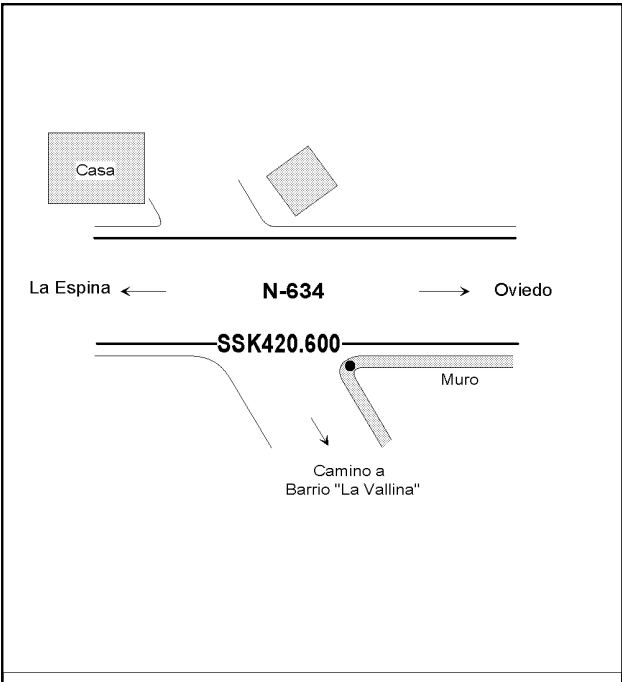 Casa
La Espina
N-634
Oviedo
SSK420.600
Muro
Camino a
Barrio "La Vallina"